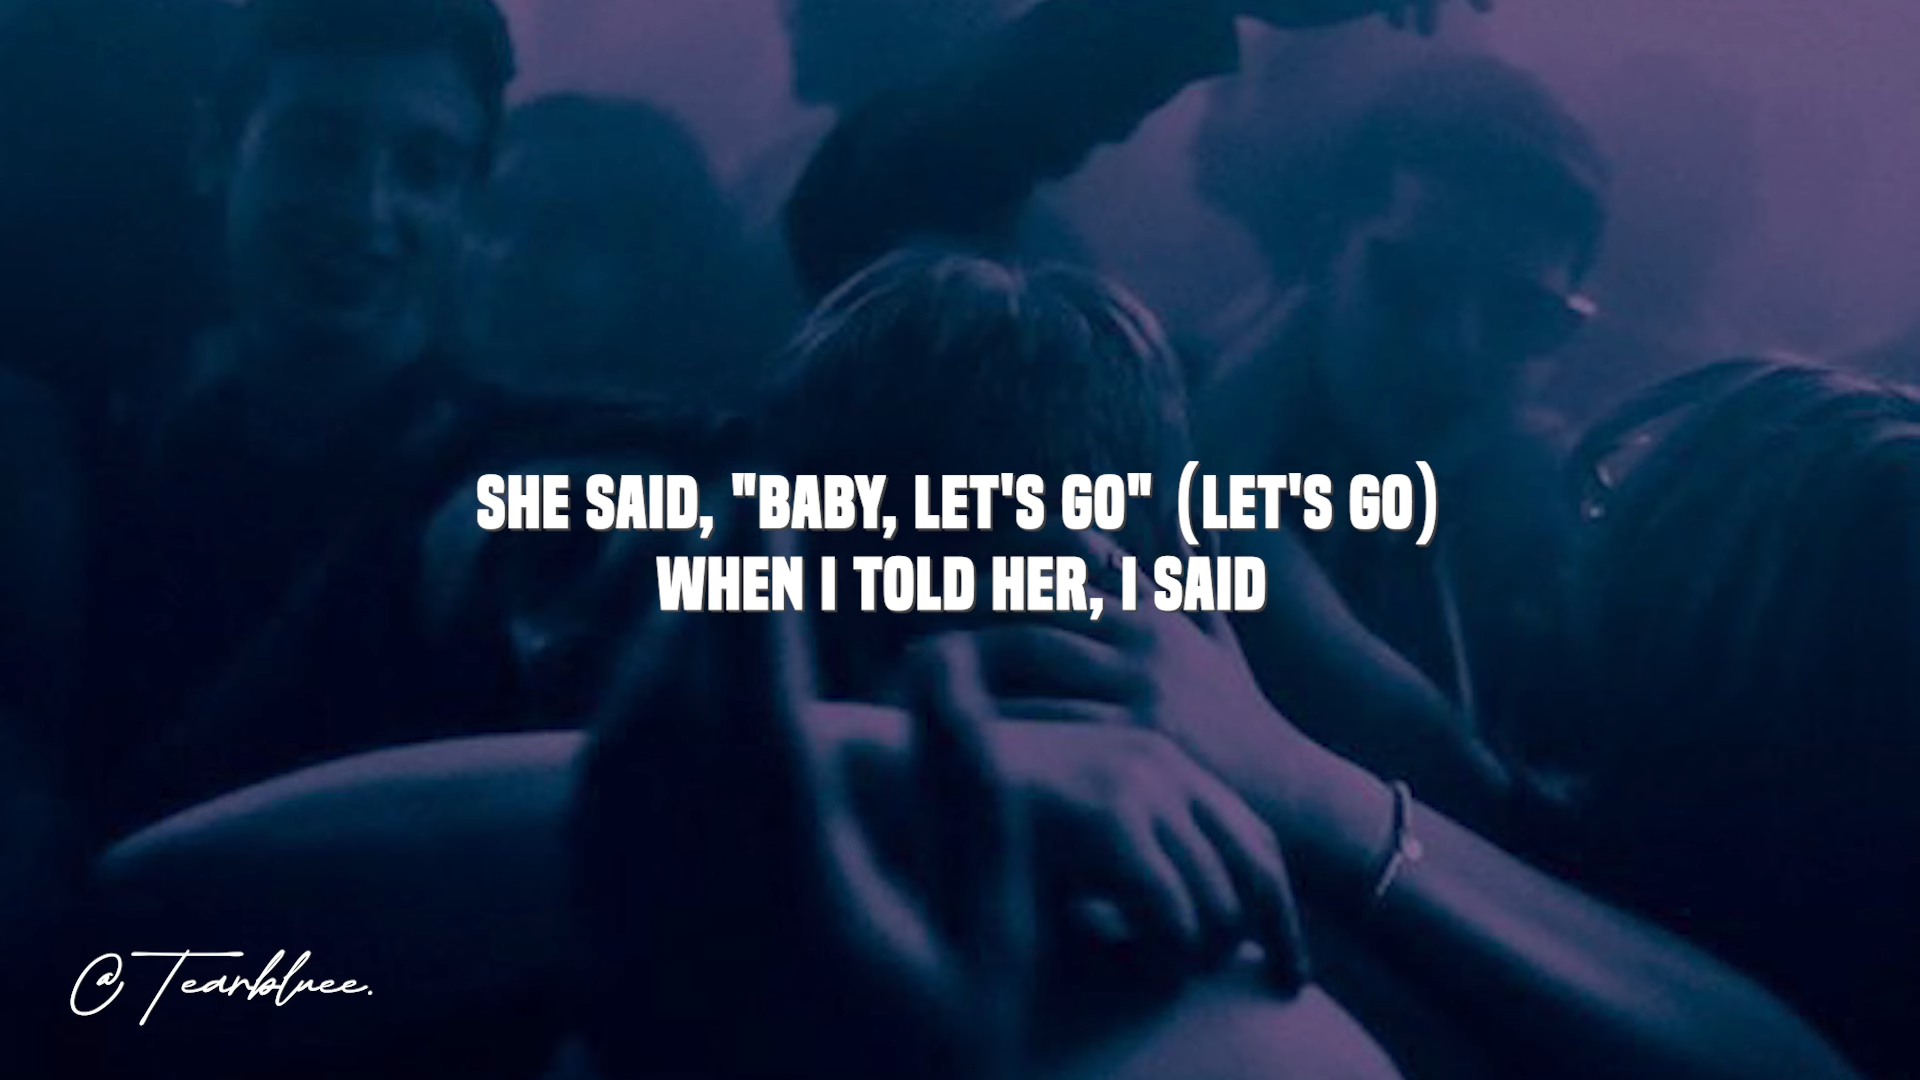 SHE SAID, "BABY, LET'S GO" (LET'S GO)
WHEN I TOLD HER, I SAID
@Tearbluee.